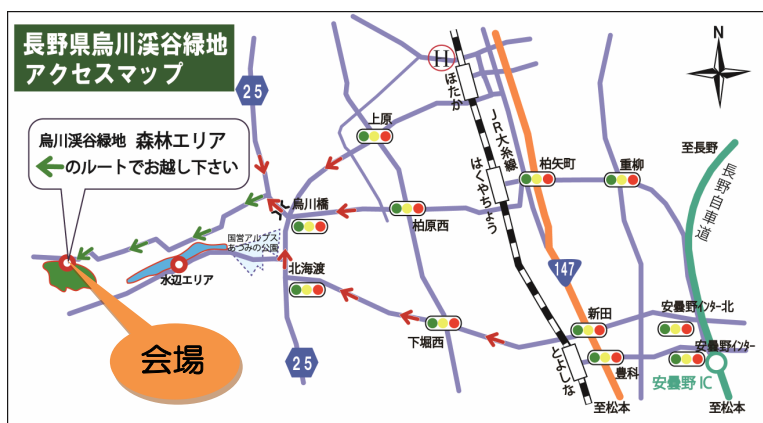 長野県烏川渓谷緑地
アクセスマップ
烏川渓谷緑地 森林エリア
のルートでお越し下さい
25
上原
H
ほたか
JR大糸線
はくやちょう
柏矢町
重柳
N
至長野
長野自車道
烏川橋
柏原西
国営アルプス
あづみの公園
水辺エリア
北海渡
147
会場
下堀西
新田
安曇野インター北
安曇野インター
25
とよしな
豊科
安曇野IC
至松本
至松本